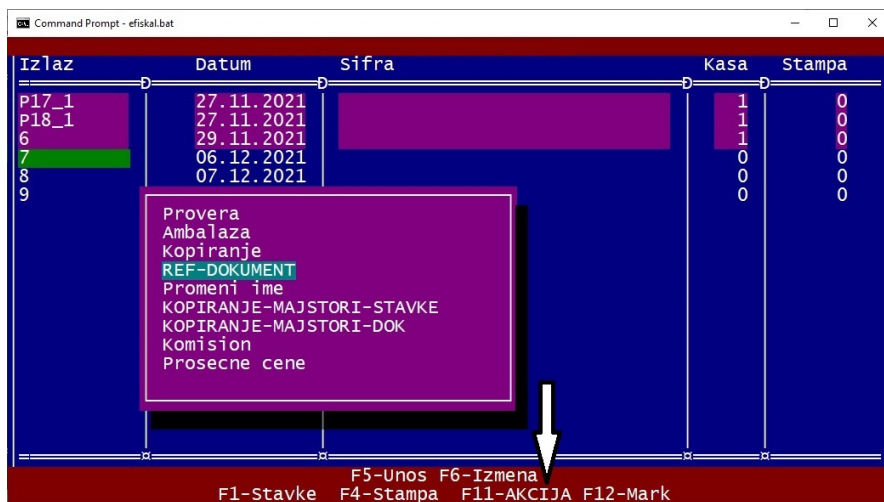 Command Prompt - efiskal.bat
Izlaz Datum Sifra Kasa Stampa
P17_1 27.11.2021 1 0
P18_1 27.11.2021 1 0
6 29.11.2021 1 0
7 06.12.2021 0 0
8 07.12.2021 0 0
9 0 0
Provera
Ambalaza
Kopiranje
REF-DOKUMENT
Promeni ime
KOPIRANJE-MAJSTORI-STAVKE
KOPIRANJE-MAJSTORI-DOK
Komision
Prosecne cene
F5-Unos F6-Izmena
F1-Stavke F4-Stampa F11-AKCIJA F12-Mark